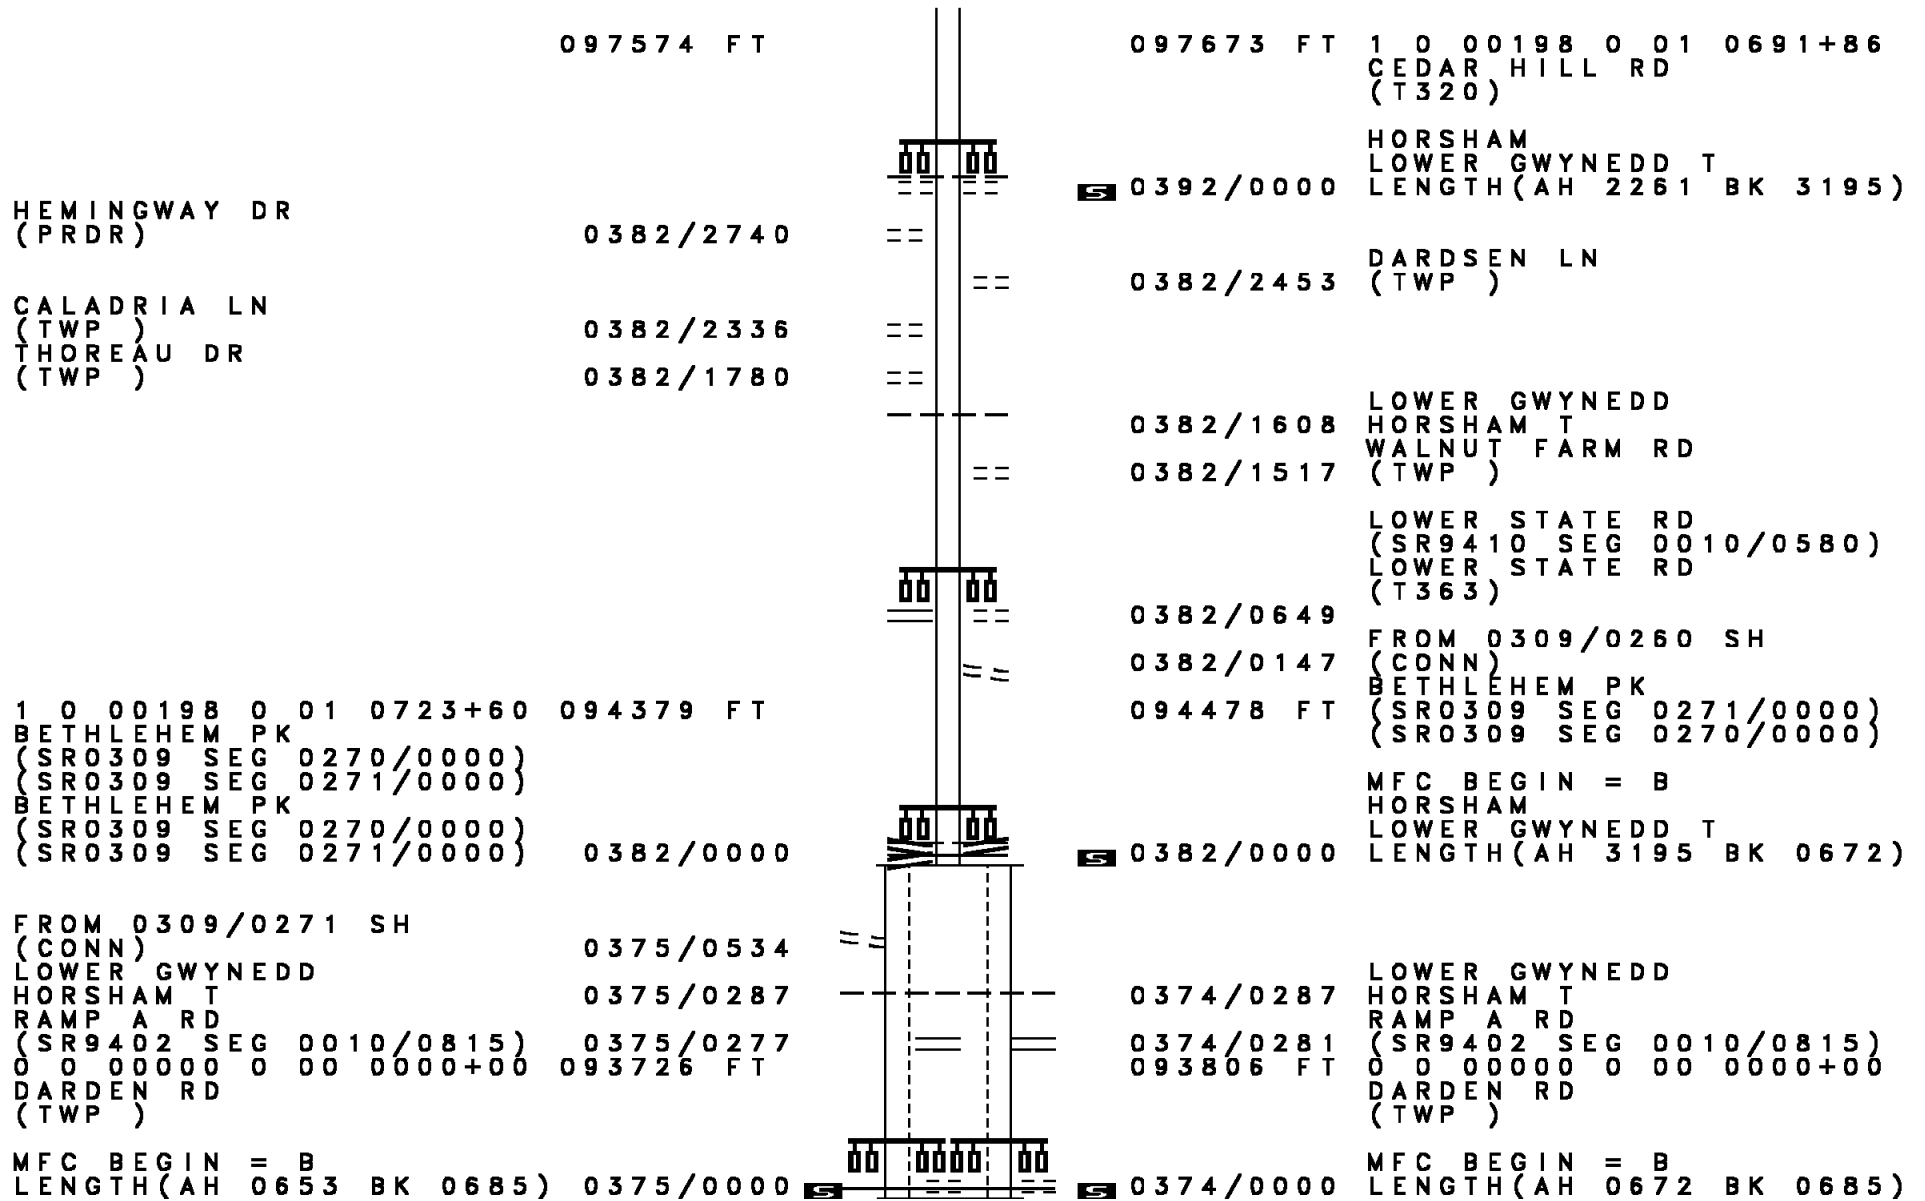 097574 FT 097673 FT 1 0 00198 0 01 0691+86
CEDAR HILL RD
(T320)
HORSHAM
LOWER GWYNEDD T
S 0392/0000 LENGTH(AH 2261 BK 3195)
HEMINGWAY DR
(PRDR) 0382/2740
DARDSEN LN
0382/2453 (TWP )
CALADRIA LN
(TWP ) 0382/2336
THOREAU DR
(TWP ) 0382/1780
LOWER GWYNEDD
0382/1608 HORSHAM T
WALNUT FARM RD
0382/1517 (TWP )
LOWER STATE RD
(SR9410 SEG 0010/0580)
LOWER STATE RD
(T363)
0382/0649
FROM 0309/0260 SH
0382/0147 (CONN)
BETHLEHEM PK
1 0 00198 0 01 0723+60 094379 FT 094478 FT (SR0309 SEG 0271/0000)
BETHLEHEM PK (SR0309 SEG 0270/0000)
(SR0309 SEG 0270/0000)
(SR0309 SEG 0271/0000) MFC BEGIN = B
BETHLEHEM PK HORSHAM
(SR0309 SEG 0270/0000) LOWER GWYNEDD T
(SR0309 SEG 0271/0000) 0382/0000 S 0382/0000 LENGTH(AH 3195 BK 0672)
FROM 0309/0271 SH
(CONN) 0375/0534
LOWER GWYNEDD LOWER GWYNEDD
HORSHAM T 0375/0287 0374/0287 HORSHAM T
RAMP A RD RAMP A RD
(SR9402 SEG 0010/0815) 0375/0277 0374/0281 (SR9402 SEG 0010/0815)
0 0 00000 0 00 0000+00 093726 FT 093806 FT 0 0 00000 0 00 0000+00
DARDEN RD DARDEN RD
(TWP ) (TWP )
MFC BEGIN = B MFC BEGIN = B
LENGTH(AH 0653 BK 0685) 0375/0000 S S 0374/0000 LENGTH(AH 0672 BK 0685)